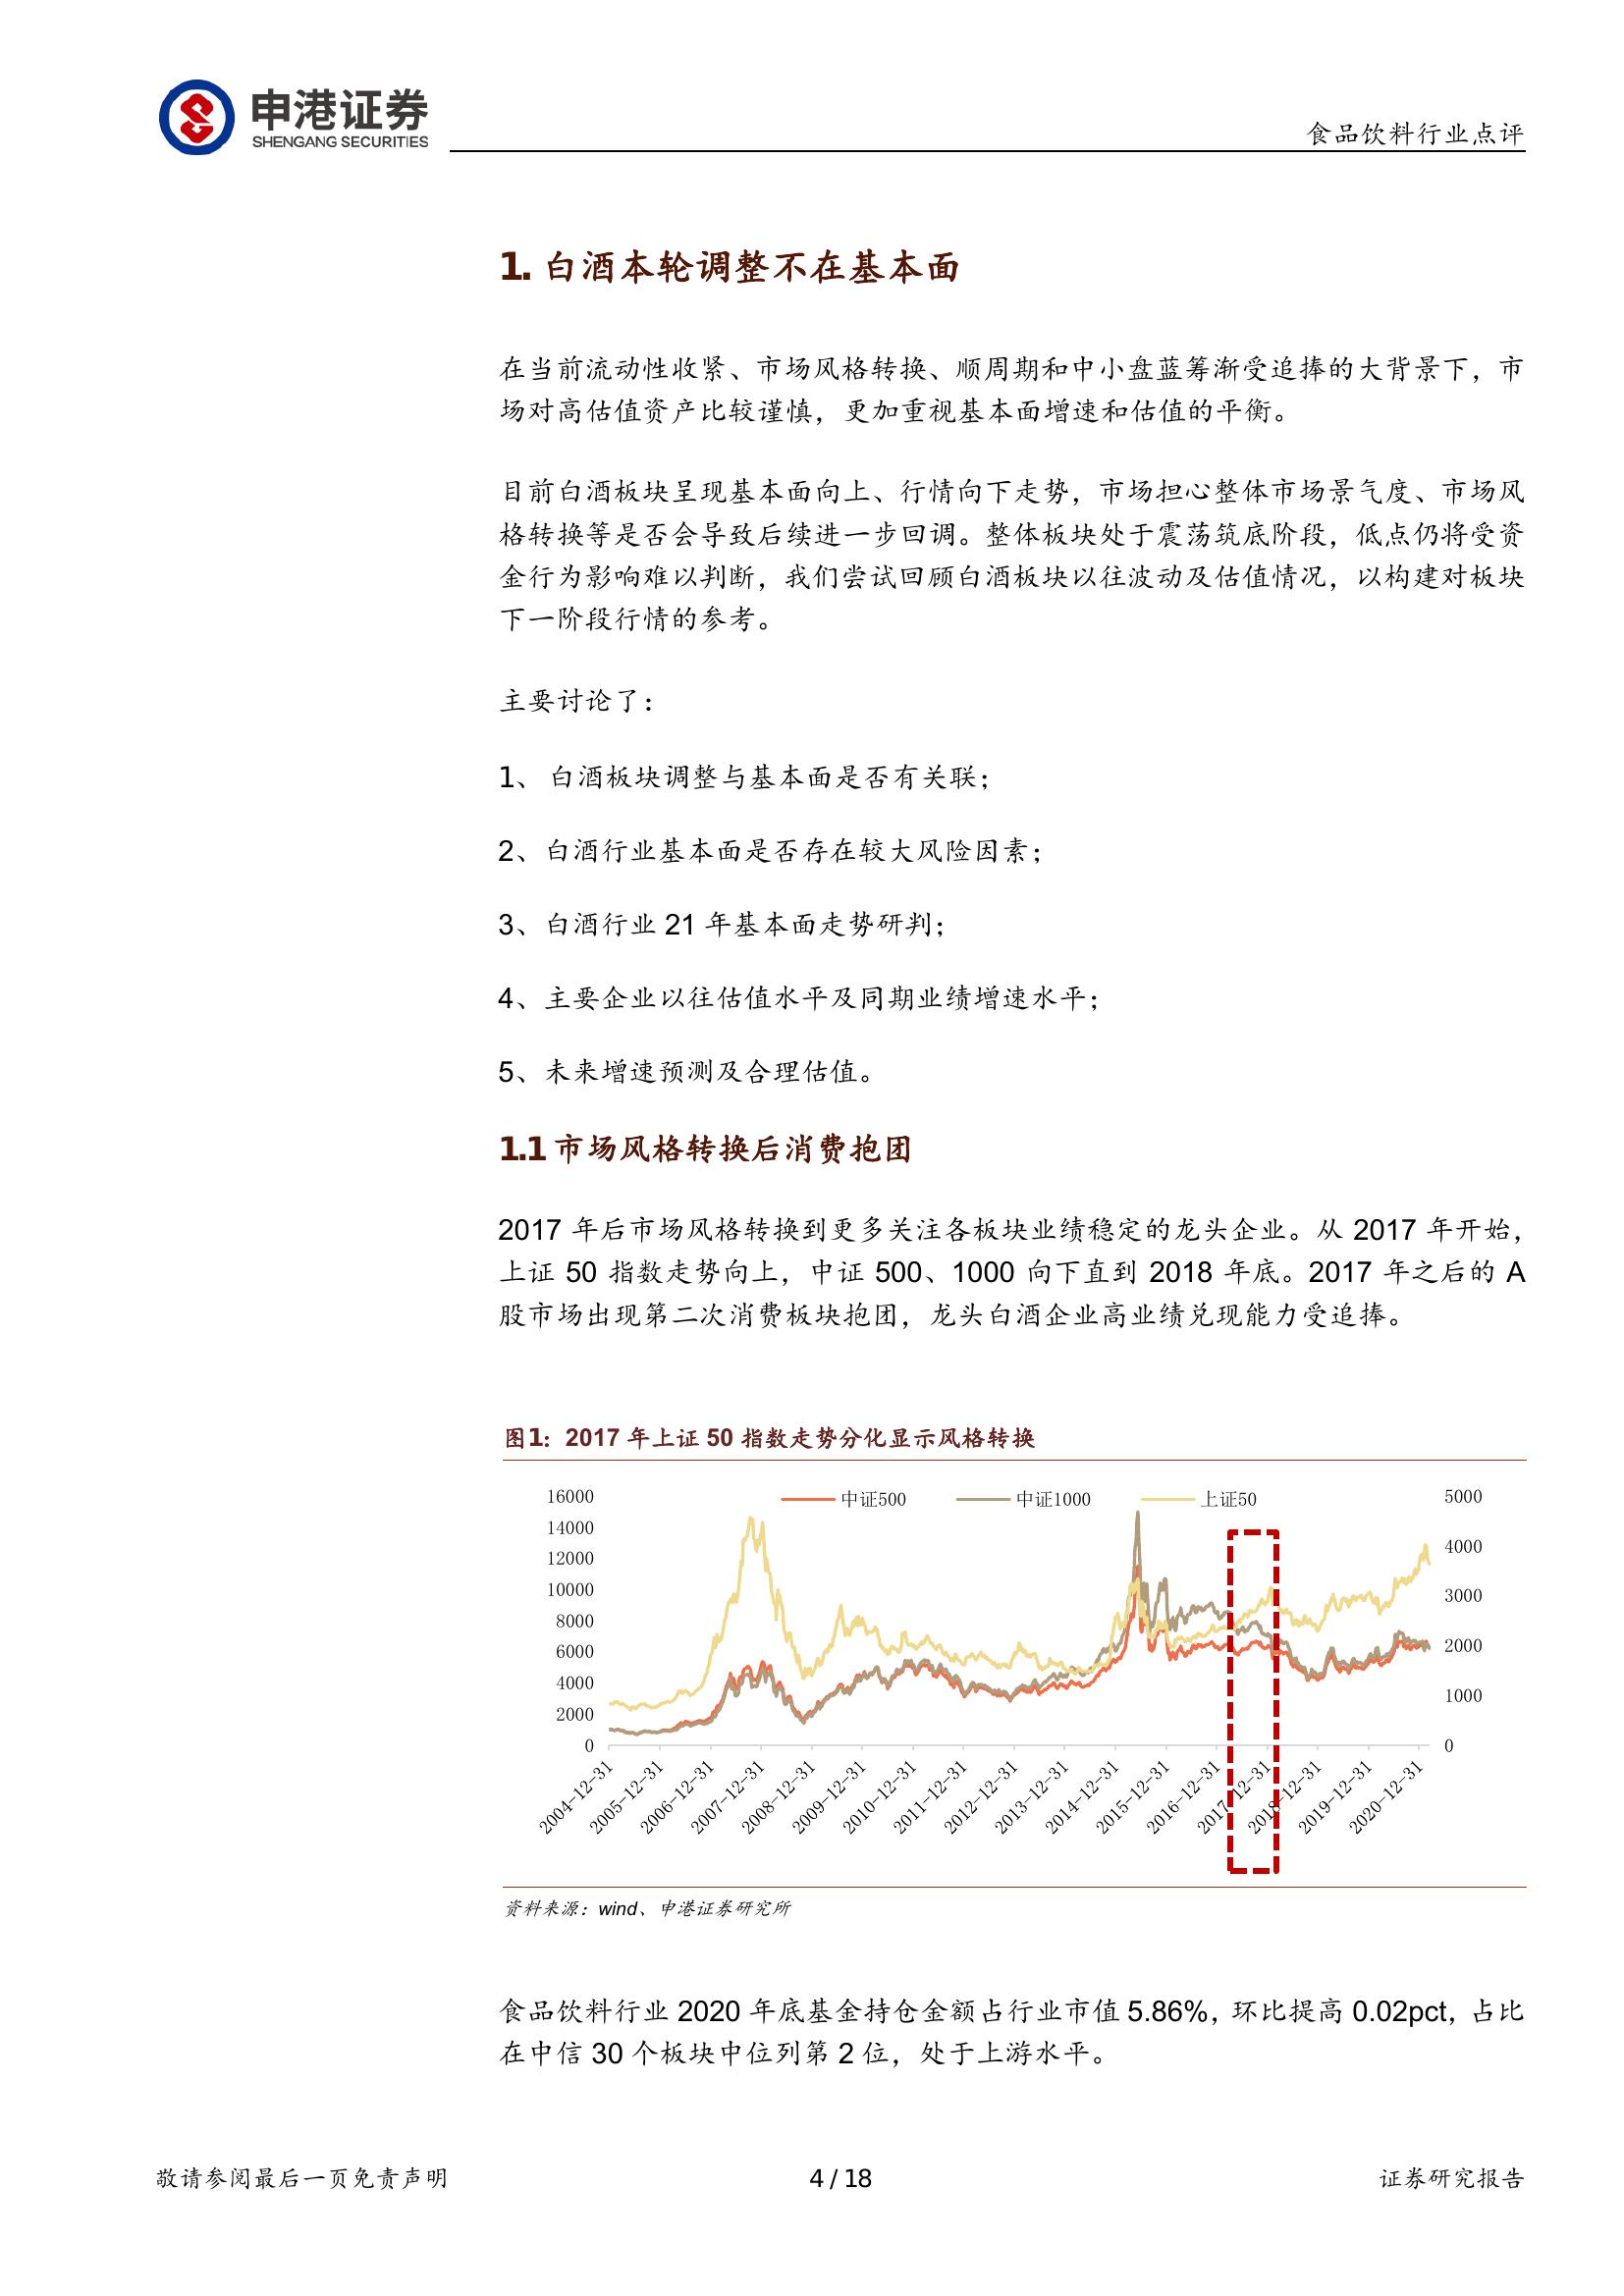 申港证券
SHENGANG SECURITIES
食品饮料行业点评
1. 白酒本轮调整不在基本面
在当前流动性收紧、市场风格转换、顺周期和中小盘蓝筹渐受追捧的大背景下，市
场对高估值资产比较谨慎，更加重视基本面增速和估值的平衡。
目前白酒板块呈现基本面向上、行情向下走势，市场担心整体市场景气度、市场风
格转换等是否会导致后续进一步回调。整体板块处于震荡筑底阶段，低点仍将受资
金行为影响难以判断，我们尝试回顾白酒板块以往波动及估值情况，以构建对板块
下一阶段行情的参考。
主要讨论了：
1、 白酒板块调整与基本面是否有关联；
2、白酒行业基本面是否存在较大风险因素；
3、白酒行业 21 年基本面走势研判；
4、主要企业以往估值水平及同期业绩增速水平；
5、未来增速预测及合理估值。
1.1 市场风格转换后消费抱团
2017 年后市场风格转换到更多关注各板块业绩稳定的龙头企业。从 2017 年开始，
上证 50 指数走势向上，中证 500、1000 向下直到 2018 年底。2017 年之后的 A
股市场出现第二次消费板块抱团，龙头白酒企业高业绩兑现能力受追捧。
图1：2017 年上证 50 指数走势分化显示风格转换
中证500 中证1000 上证50
16000
14000
12000
10000
8000
6000
4000
2000
0
5000
4000
3000
2000
1000
0
2004-12-31
2005-12-31
2006-12-31
2007-12-31
2008-12-31
2009-12-31
2010-12-31
2011-12-31
2012-12-31
2013-12-31
2014-12-31
2015-12-31
2016-12-31
2017-12-31
2018-12-31
2019-12-31
2020-12-31
资料来源：wind、申港证券研究所
食品饮料行业 2020 年底基金持仓金额占行业市值 5.86%，环比提高 0.02pct，占比
在中信 30 个板块中位列第 2 位，处于上游水平。
敬请参阅最后一页免责声明
4 / 18
证券研究报告